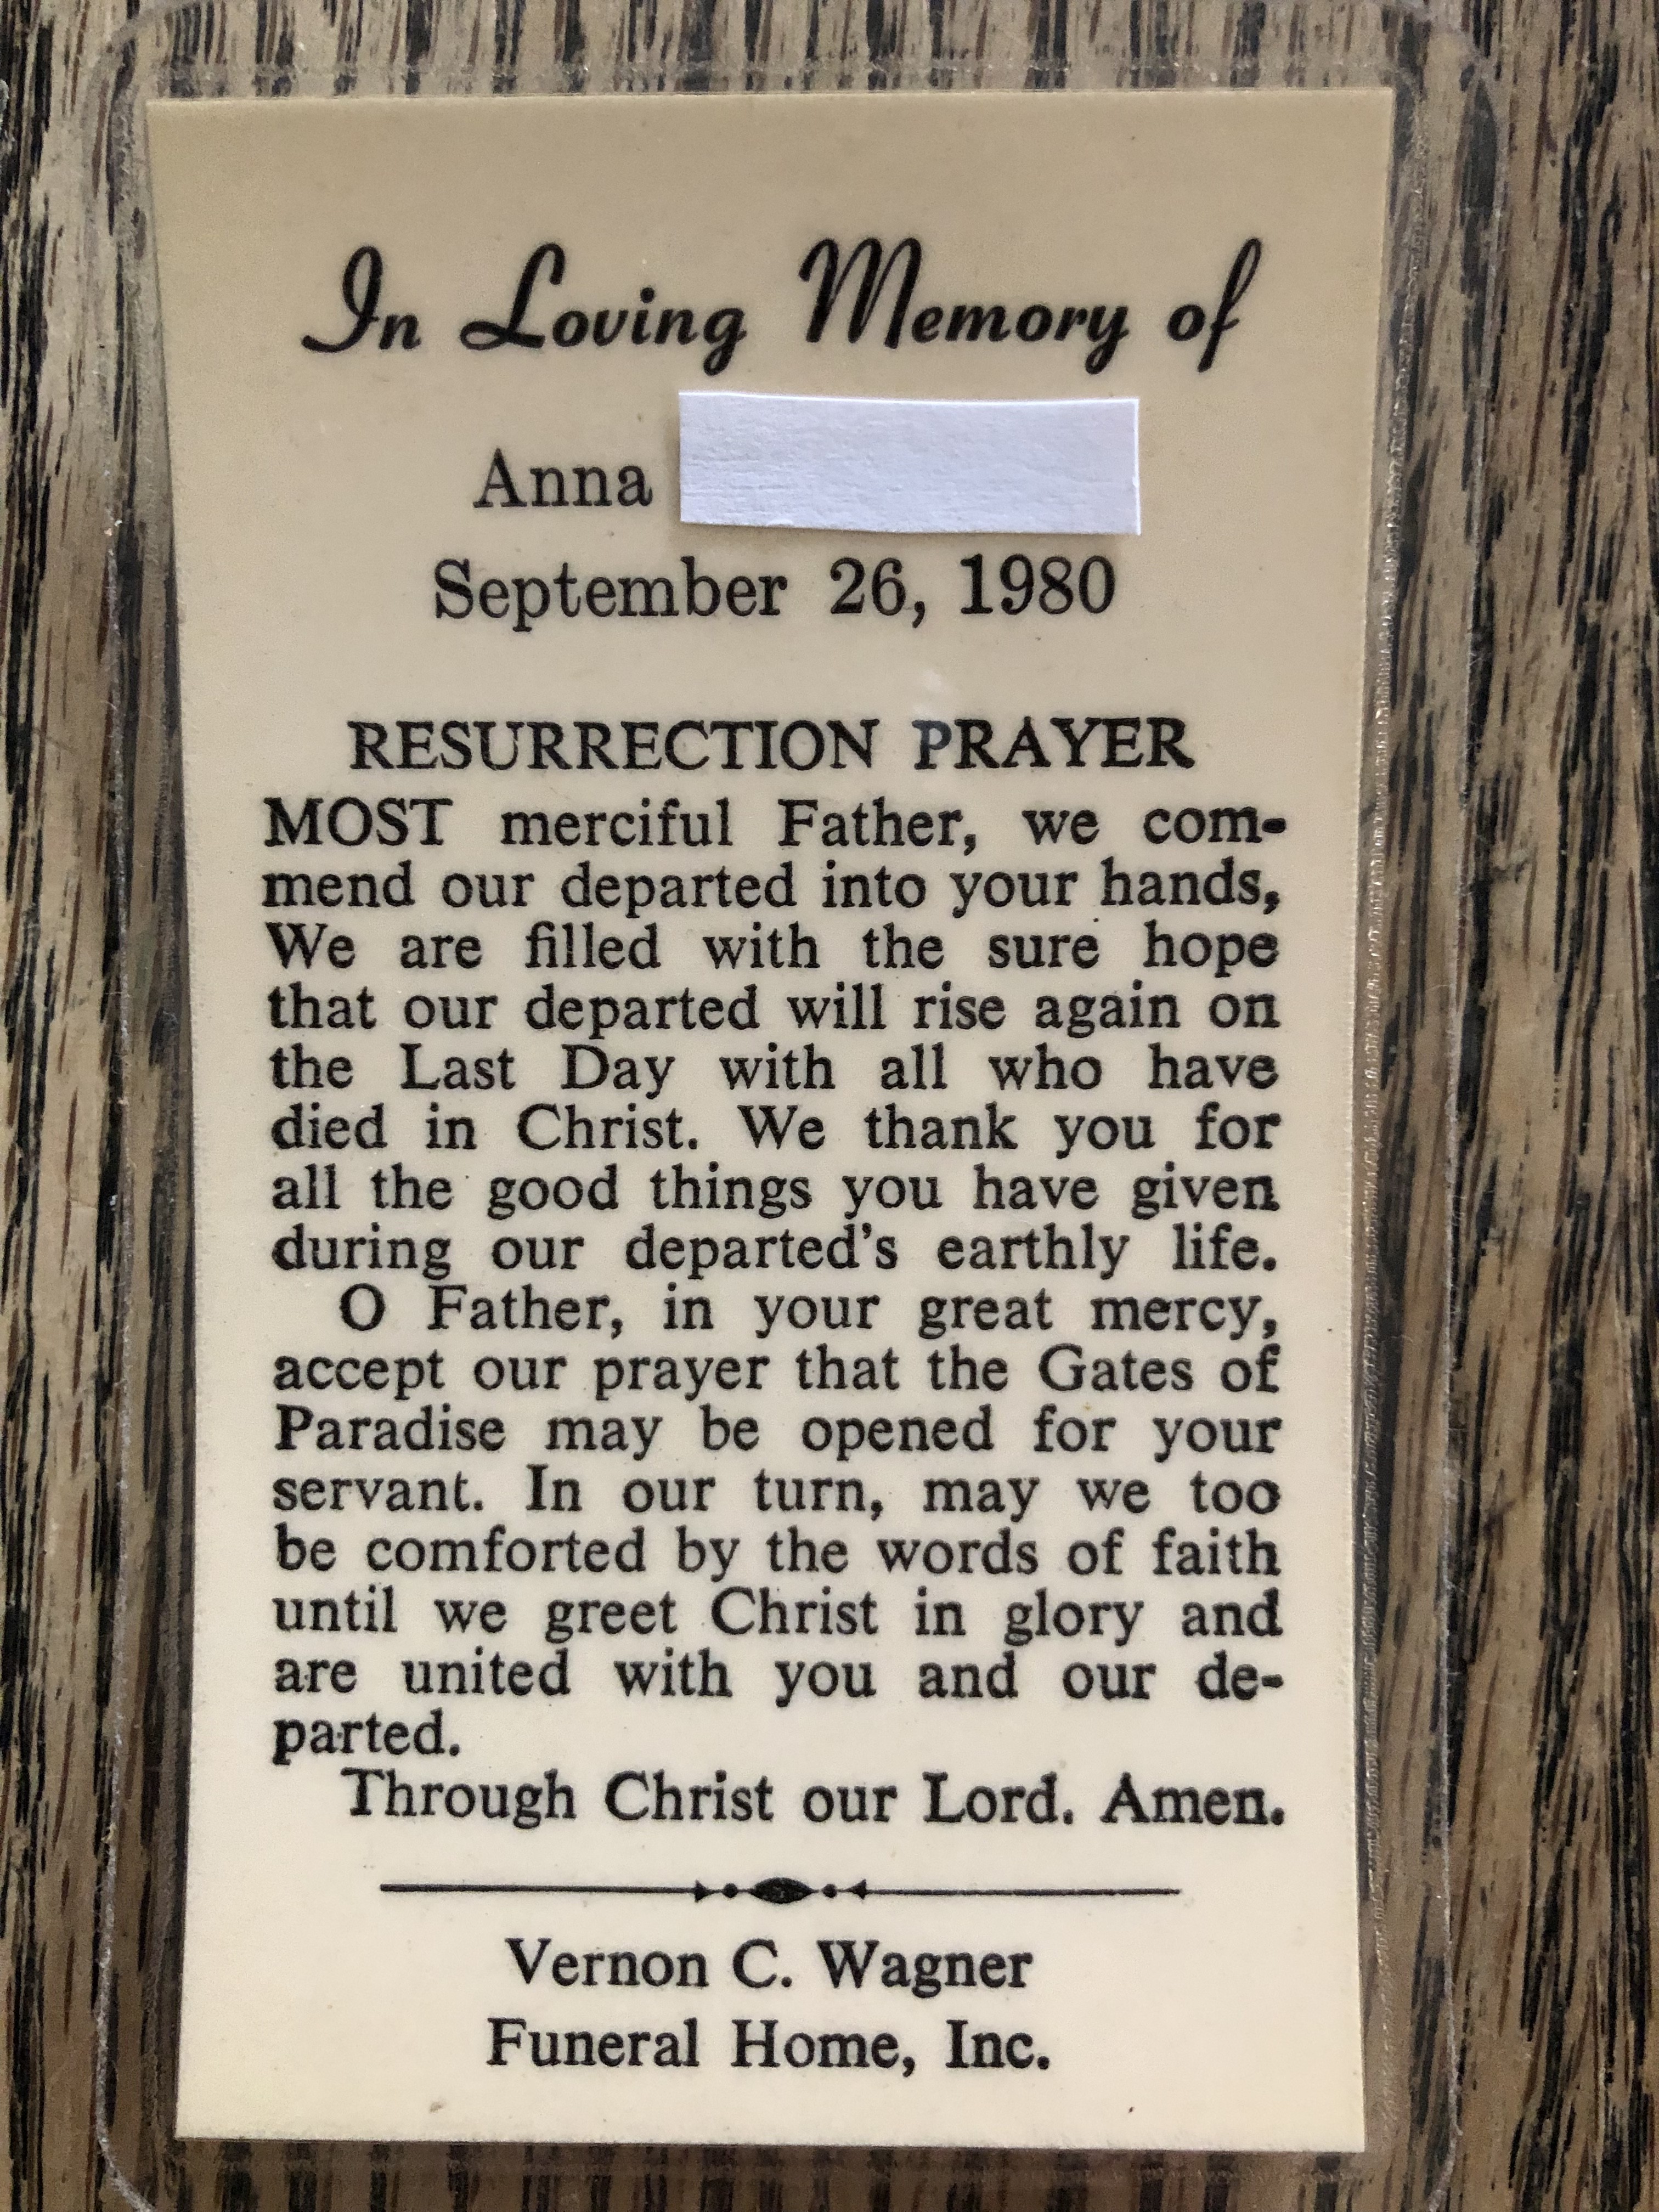 In Loving Memory of
Anna
September 26, 1980
RESURRECTION PRAYER
MOST merciful Father, we com-
mend our departed into your hands,
We are filled with the sure hope
that our departed will rise again on
the Last Day with all who have
died in Christ. We thank you for
all the good things you have given
during our departed's earthly life.
O Father, in your great mercy,
accept our prayer that the Gates of
Paradise may be opened for your
servant. In our turn, may we too
be comforted by the words of faith
until we greet Christ in glory and
are united with you and our de-
parted.
Through Christ our Lord. Amen.
Vernon C. Wagner
Funeral Home, Inc.